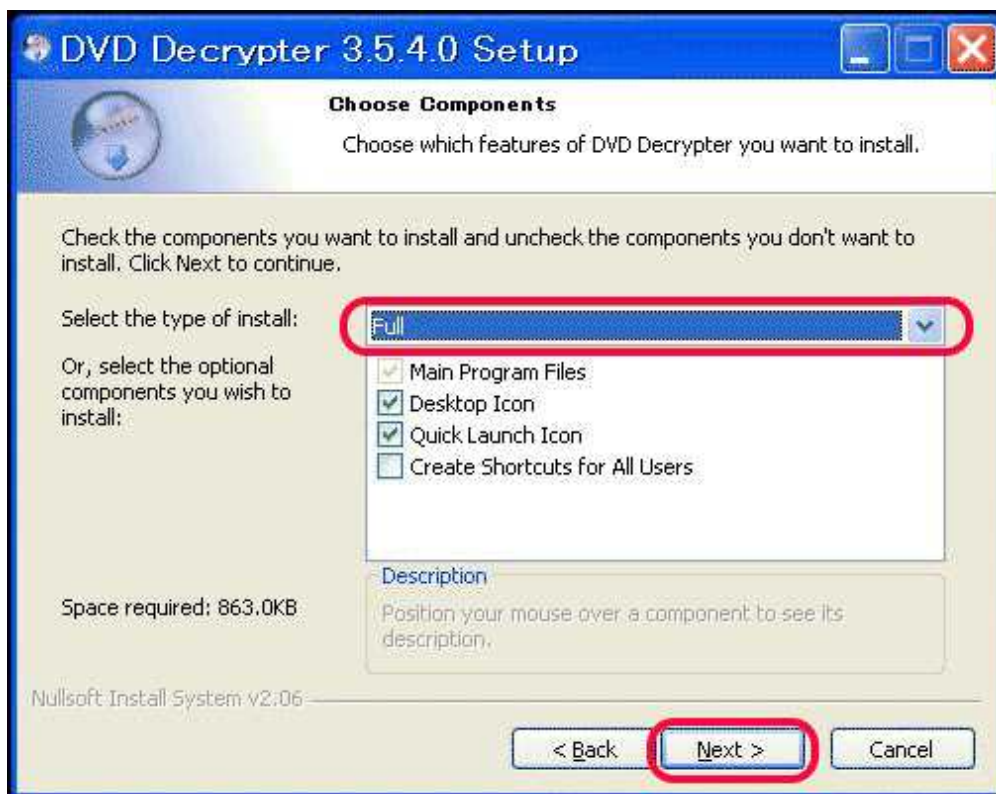 DVD Decrypter 3.5.4.0 Setup
Choose Components
Choose which features of DVD Decrypter you want to install.
Check the components you want to install and uncheck the components you don't want to
install. Click Next to continue.
Select the type of install:
Full
Or, select the optional
components you wish to
install:
Main Program Files
Desktop Icon
Quick Launch Icon
Create Shortcuts for All Users
Space required: 863.0KB
Description
Position your mouse over a component to see its
description.
Nullsoft Install System v2.06
< Back
Next >
Cancel